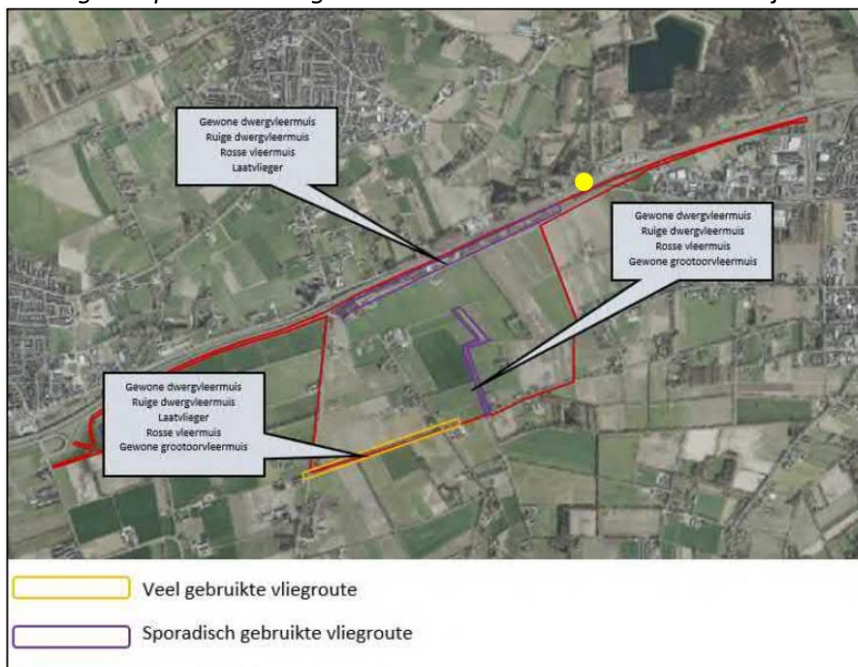 Gewone dwergvleermuis
Ruige dwergvleermuis
Rosse vleermuis
Laatvlieger
Gewone dwergvleermuis
Ruige dwergvleermuis
Rosse vleermuis
Gewone grootoorvleermuis
Gewone dwergvleermuis
Ruige dwergvleermuis
Laatvlieger
Rosse vleermuis
Gewone grootoorvleermuis
Veel gebruikte vliegroute
Sporadisch gebruikte vliegroute